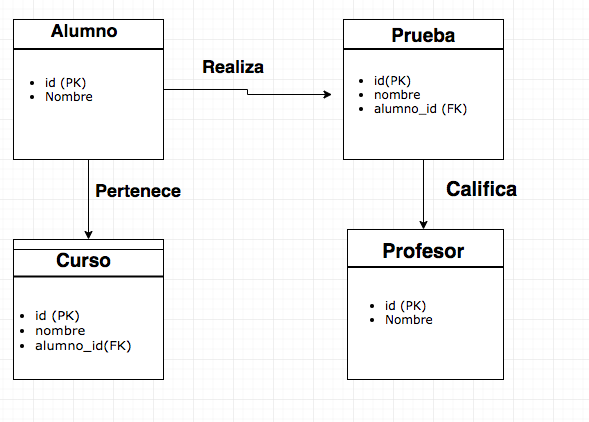 Alumno
id (PK)
Nombre
Realiza
Prueba
id(PK)
nombre
alumno_id (FK)
Pertenece
Califica
Curso
id (PK)
nombre
alumno_id(FK)
Profesor
id (PK)
Nombre